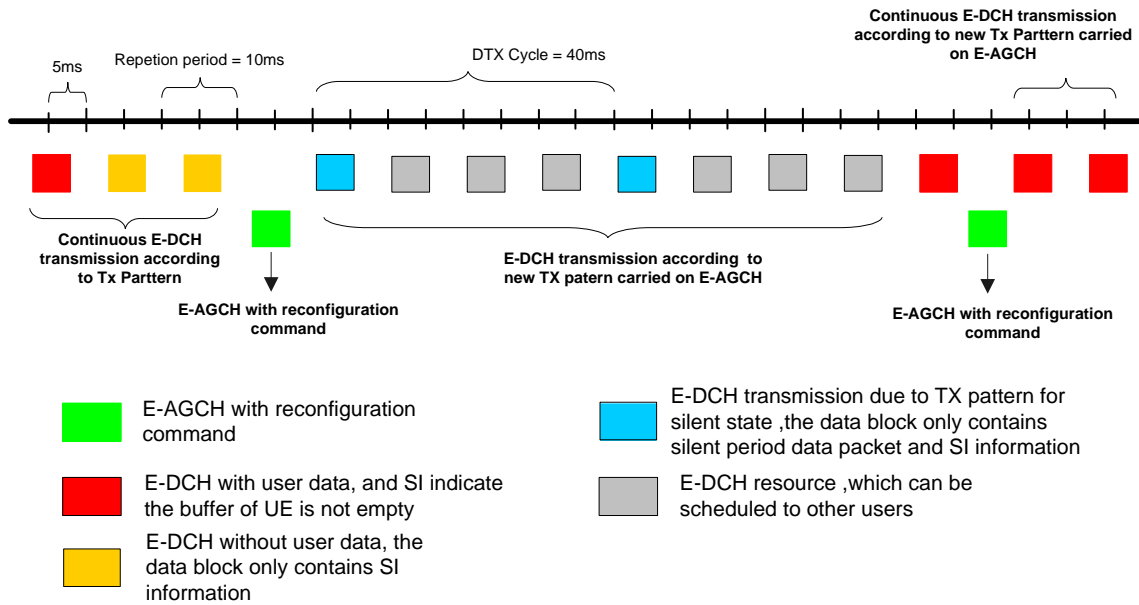 Continuous E-DCH transmission
according to new Tx Parttern carried
on E-AGCH
5ms
Repetion period = 10ms
DTX Cycle = 40ms
Continuous E-DCH
transmission according
to Tx Parttern
E-DCH transmission according  to
new TX patern carried on E-AGCH
E-AGCH with reconfiguration
command
E-AGCH with reconfiguration
command
E-AGCH with reconfiguration
command
E-DCH with user data, and SI indicate
the buffer of UE is not empty
E-DCH without user data, the
data block only contains SI
information
E-DCH transmission due to TX pattern for
silent state ,the data block only contains
silent period data packet and SI information
E-DCH resource ,which can be
scheduled to other users